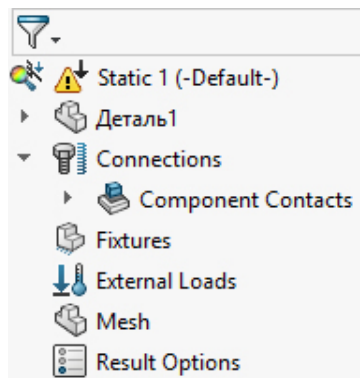 Static 1 (-Default-)
Деталь1
Connections
Component Contacts
Fixtures
External Loads
Mesh
Result Options